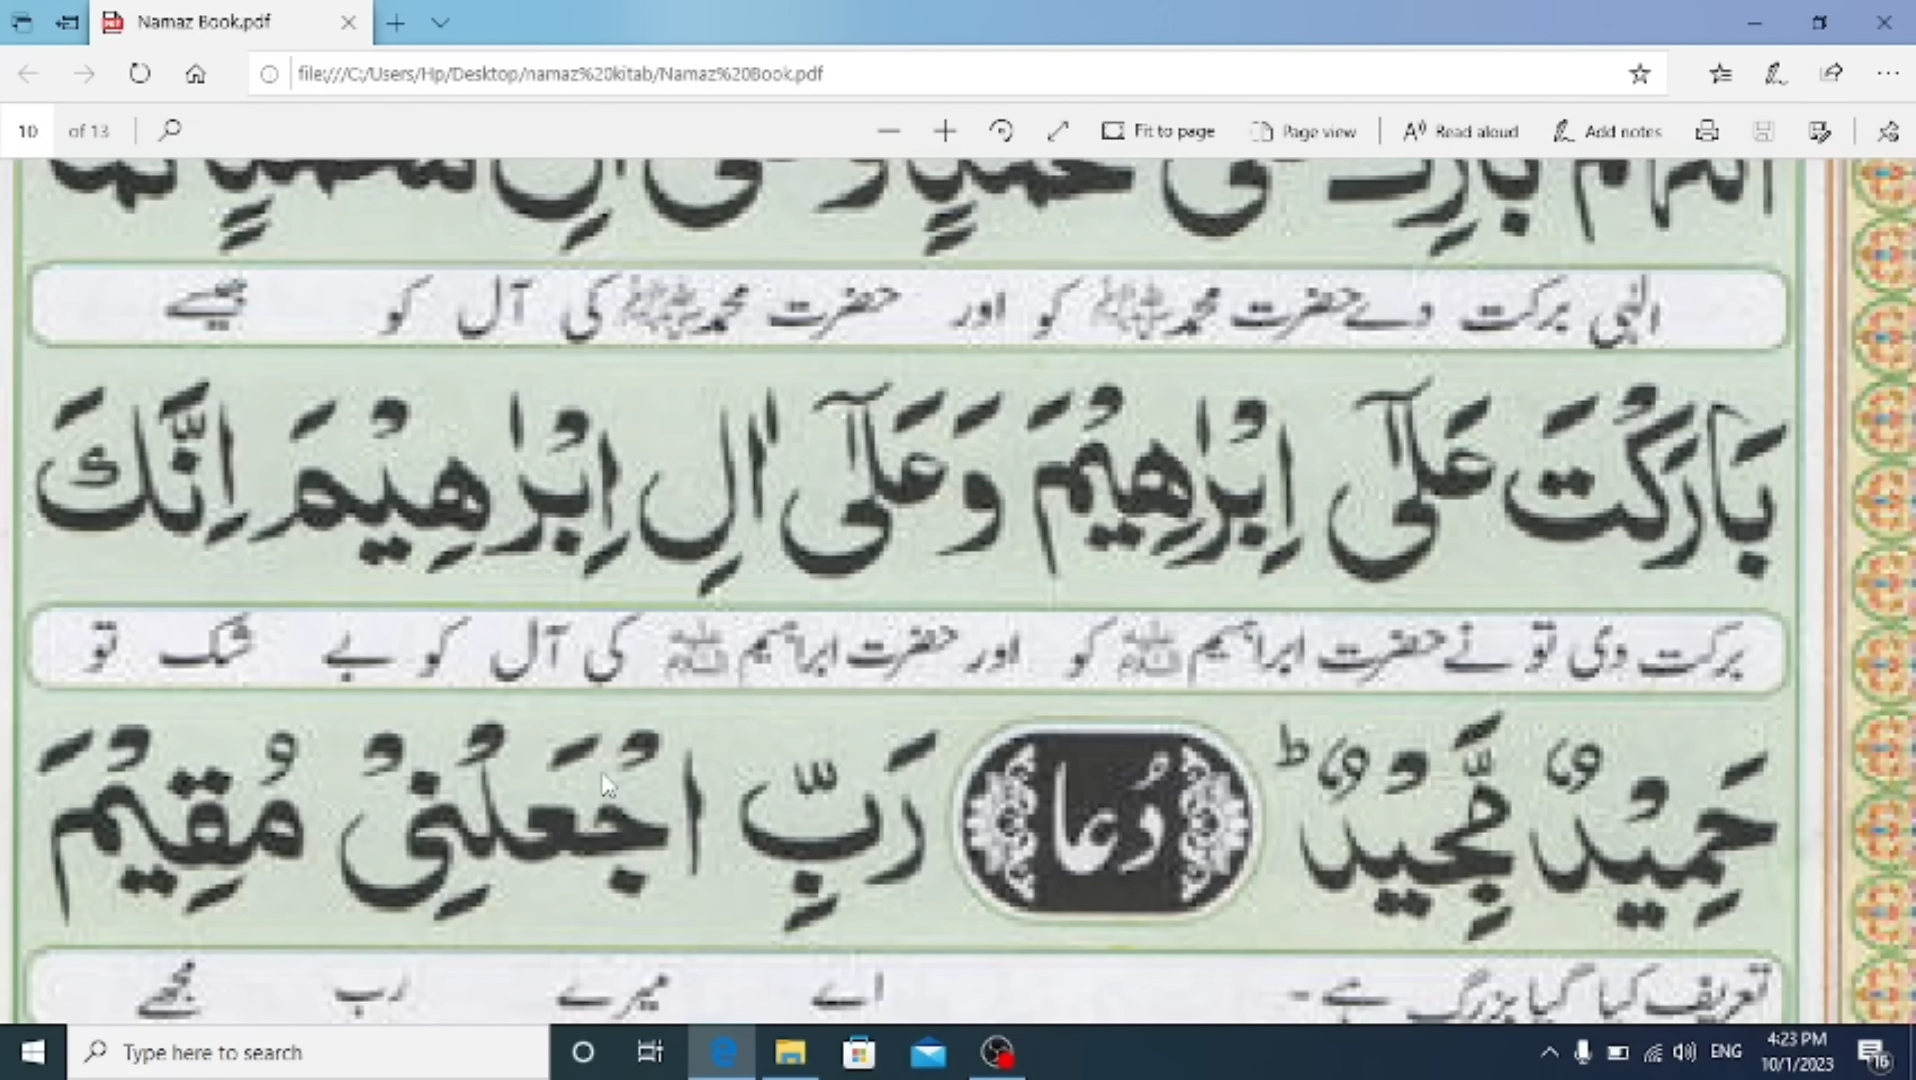 Namaz Book.pdf
file:///C:/Users/Hp/Desktop/namaz%20kitab/Namaz%20Book.pdf
10 of 13 Fit to page Page view Read aloud Add notes
الٰہی برکت دے حضرت محمدﷺ کو اور حضرت محمدﷺ کی آل کو جیسے
بَارَكْتَ عَلٰٓى اِبْرٰهِيْمَ وَعَلٰٓى اٰلِ اِبْرٰهِيْمَ اِنَّكَ
برکت دی تو نے حضرت ابراہیم کو اور حضرت ابراہیم کی آل کو بے شک تو
حَمِيْدٌ مَّجِيْدٌ ؕ دُعا رَبِّ اجْعَلْنِىْ مُقِيْمَ
تعریف کیا گیا بزرگ ہے - اے میرے رب مجھے
Type here to search
ENG
4:23 PM
10/1/2023
16